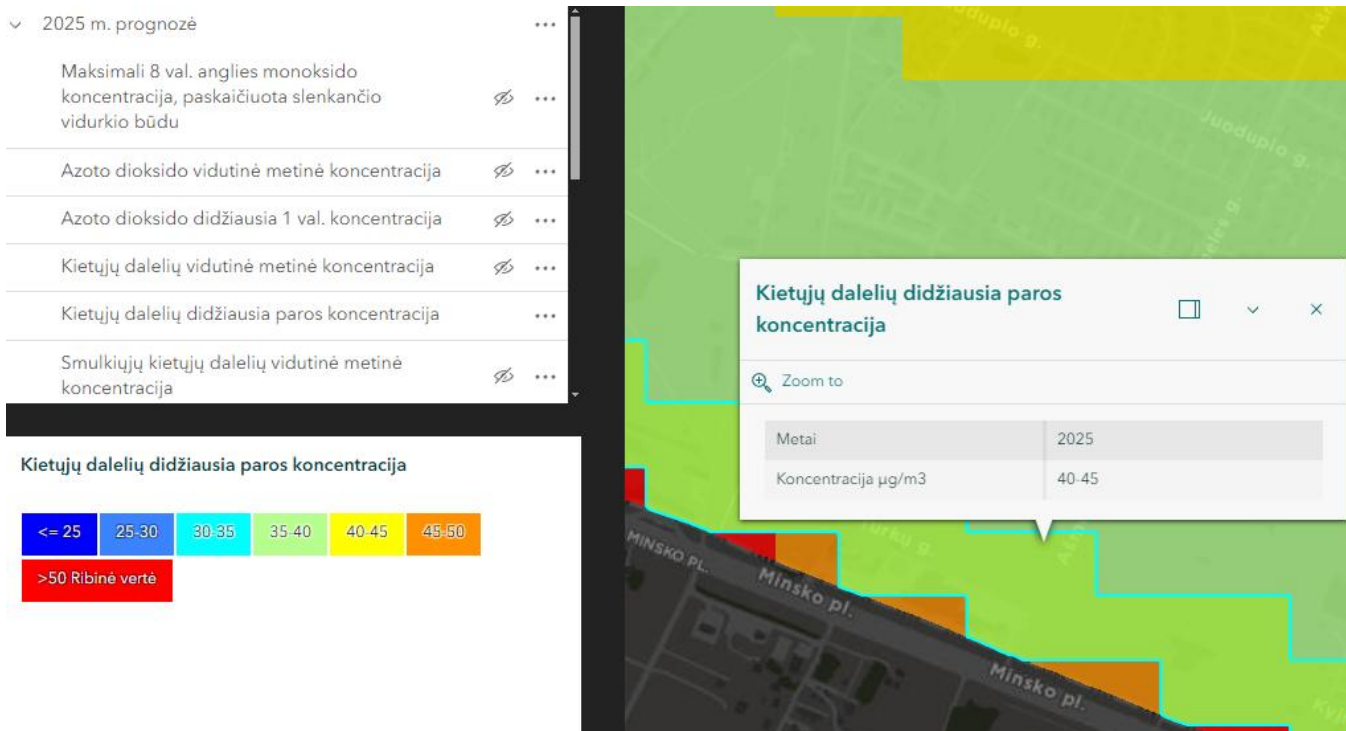 2025 m. prognozė
Maksimali 8 val. anglies monoksido
koncentracija, paskaičiuota slenkančio
vidurkio būdu
Azoto dioksido vidutinė metinė koncentracija
Azoto dioksido didžiausia 1 val. koncentracija
Kietųjų dalelių vidutinė metinė koncentracija
Kietųjų dalelių didžiausia paros koncentracija
Smulkiųjų kietųjų dalelių vidutinė metinė
koncentracija
Kietųjų dalelių didžiausia paros koncentracija
<= 25
25-30
30-35
35-40
40-45
45-50
>50 Ribinė vertė
Juoduplo g.
Kietųjų dalelių didžiausia paros
koncentracija
Zoom to
Metai 2025
Koncentracija µg/m3 40-45
Turkų g.
MINSKO PL.
Minsko pl.
Minsko pl.